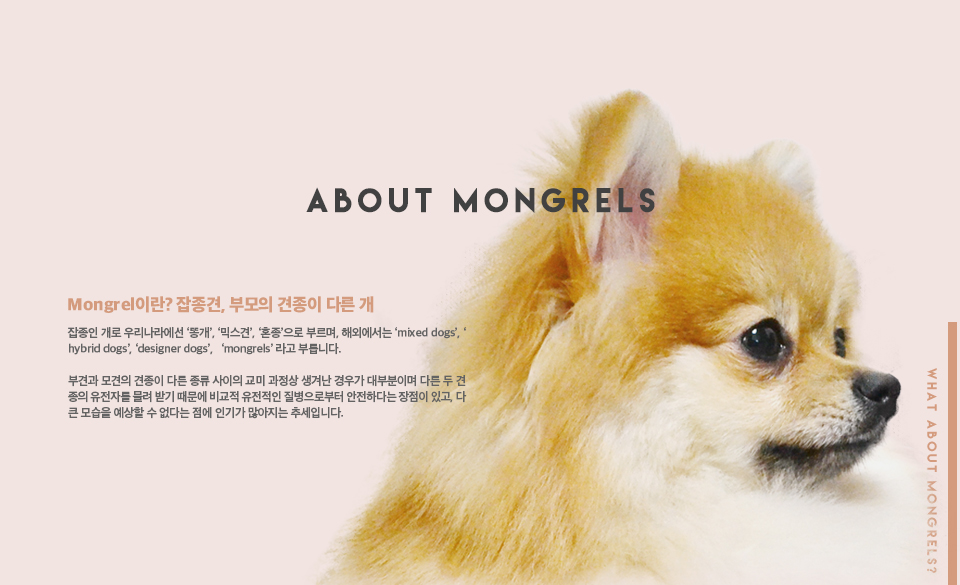 ABOUT MONGRELS
Mongrel이란? 잡종견, 부모의 견종이 다른 개
잡종인 개로 우리나라에선 ‘똥개’, ‘믹스견’, ‘혼종’으로 부르며, 해외에서는 ‘mixed dogs’, ‘
hybrid dogs’, ‘designer dogs’, ‘mongrels’ 라고 부릅니다.
부견과 모견의 견종이 다른 종류 사이의 교미 과정상 생겨난 경우가 대부분이며 다른 두 견
종의 유전자를 물려 받기 때문에 비교적 유전적인 질병으로부터 안전하다는 장점이 있고, 다
큰 모습을 예상할 수 없다는 점에 인기가 많아지는 추세입니다.
WHAT ABOUT MONGRELS?